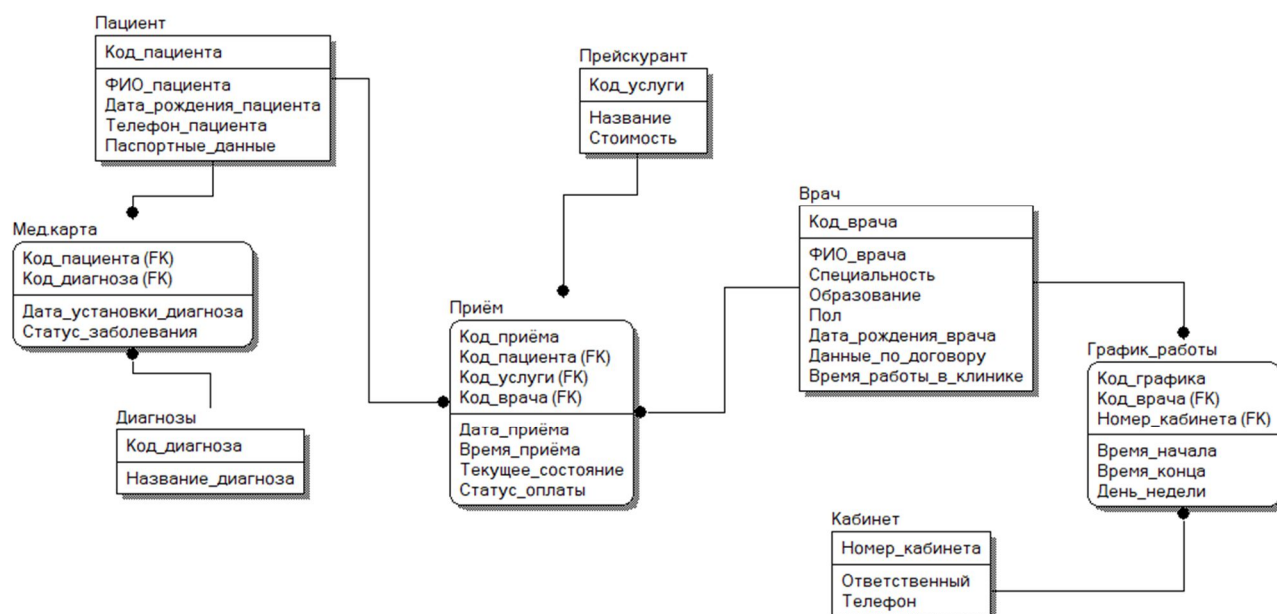 Пациент
Код_пациента
ФИО_пациента
Дата_рождения_пациента
Телефон_пациента
Паспортные_данные
Прейскурант
Код_услуги
Название
Стоимость
Мед.карта
Код_пациента (FK)
Код_диагноза (FK)
Дата_установки_диагноза
Статус_заболевания
Диагнозы
Код_диагноза
Название_диагноза
Приём
Код_приёма
Код_пациента (FK)
Код_услуги (FK)
Код_врача (FK)
Дата_приёма
Время_приёма
Текущее_состояние
Статус_оплаты
Врач
Код_врача
ФИО_врача
Специальность
Образование
Пол
Дата_рождения_врача
Данные_по_договору
Время_работы_в_клинике
График_работы
Код_графика
Код_врача (FK)
Номер_кабинета (FK)
Время_начала
Время_конца
День_недели
Кабинет
Номер_кабинета
Ответственный
Телефон